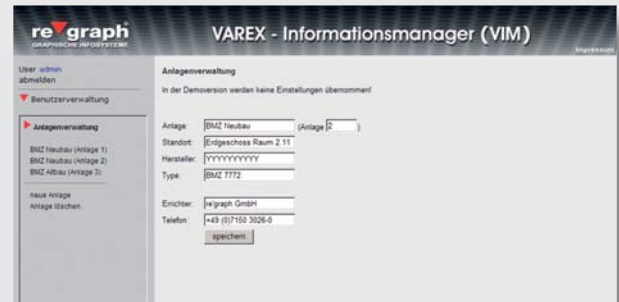 re'graph
GRAPHISCHE INFOSYSTEME
VAREX - Informationsmanager (VIM)
Impressum
User admin
abmelden
Benutzerverwaltung
Anlagenverwaltung
BMZ Neubau (Anlage 1)
BMZ Neubau (Anlage 2)
BMZ Altbau (Anlage 3)
neue Anlage
Anlage löschen
Anlagenverwaltung
In der Demoversion werden keine Einstellungen übernommen!
Anlage: BMZ Neubau (Anlage 2 )
Standort: Erdgeschoss Raum 2.11
Hersteller: YYYYYYYYYY
Type: BMZ 7772
Errichter: re'graph GmbH
Telefon: +49 (0)7150 3026-0
speichern